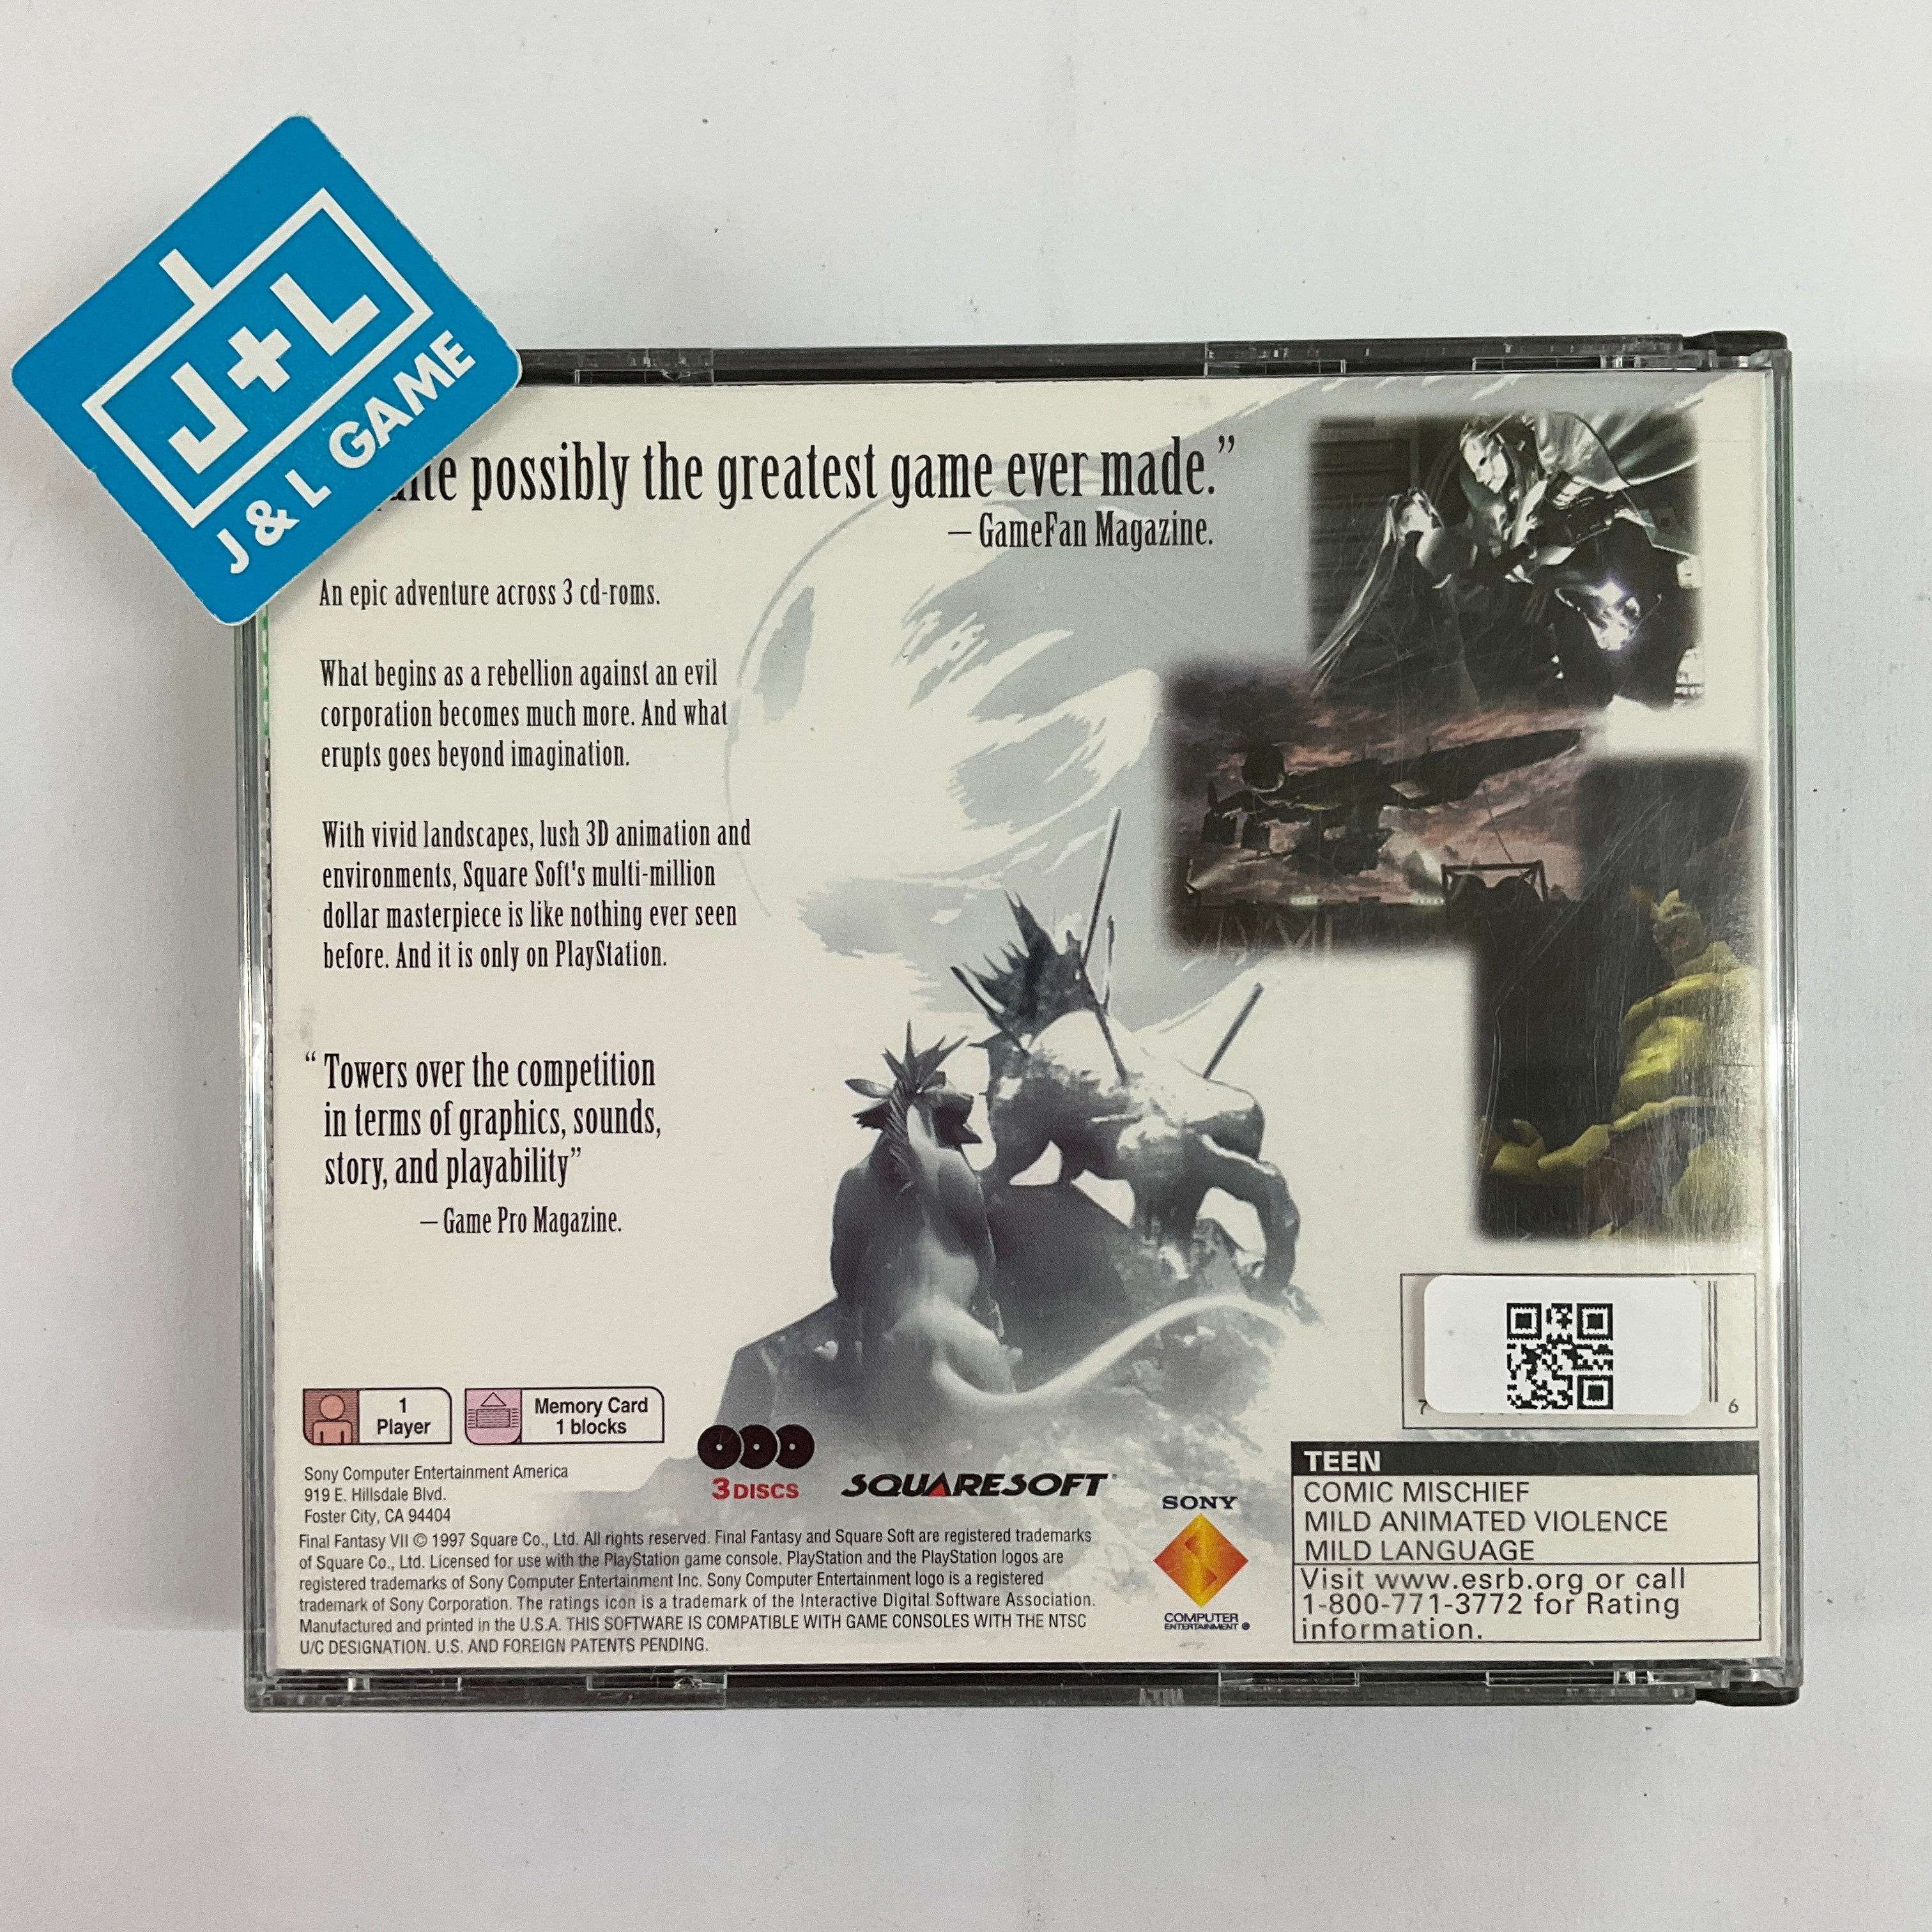 J+L
J & L GAME
possibly the greatest game ever made.”
– GameFan Magazine.
An epic adventure across 3 cd-roms.
What begins as a rebellion against an evil
corporation becomes much more. And what
erupts goes beyond imagination.
With vivid landscapes, lush 3D animation and
environments, Square Soft's multi-million
dollar masterpiece is like nothing ever seen
before. And it is only on PlayStation.
“ Towers over the competition
in terms of graphics, sounds,
story, and playability”
– Game Pro Magazine.
1
Player
Memory Card
1 blocks
3 DISCS
SQUARESOFT
SONY
COMPUTER
ENTERTAINMENT ®
7 6
TEEN
COMIC MISCHIEF
MILD ANIMATED VIOLENCE
MILD LANGUAGE
Visit www.esrb.org or call
1-800-771-3772 for Rating
information.
Sony Computer Entertainment America
919 E. Hillsdale Blvd.
Foster City, CA 94404
Final Fantasy VII © 1997 Square Co., Ltd. All rights reserved. Final Fantasy and Square Soft are registered trademarks
of Square Co., Ltd. Licensed for use with the PlayStation game console. PlayStation and the PlayStation logos are
registered trademarks of Sony Computer Entertainment Inc. Sony Computer Entertainment logo is a registered
trademark of Sony Corporation. The ratings icon is a trademark of the Interactive Digital Software Association.
Manufactured and printed in the U.S.A. THIS SOFTWARE IS COMPATIBLE WITH GAME CONSOLES WITH THE NTSC
U/C DESIGNATION. U.S. AND FOREIGN PATENTS PENDING.